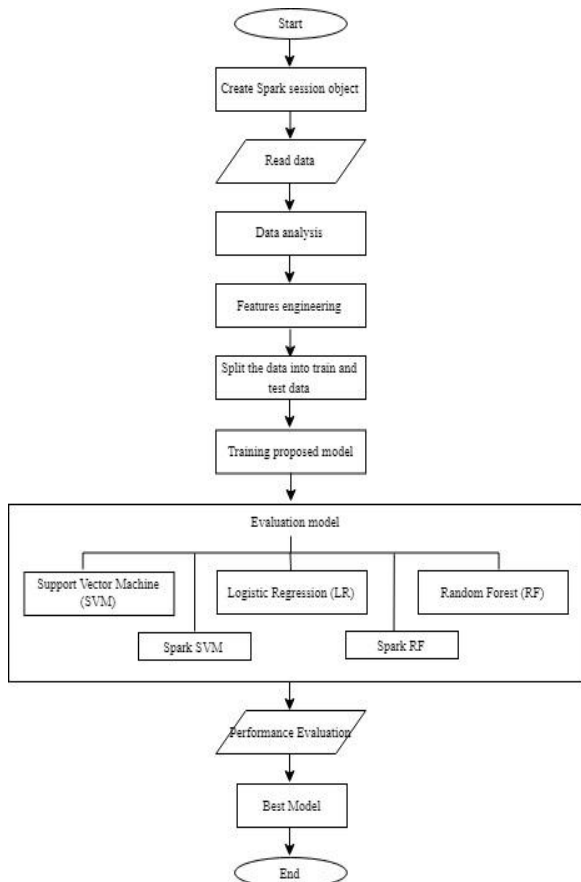 Start
Create Spark session object
Read data
Data analysis
Features engineering
Split the data into train and
test data
Training proposed model
Evaluation model
Support Vector Machine
(SVM)
Logistic Regression (LR)
Random Forest (RF)
Spark SVM
Spark RF
Performance Evaluation
Best Model
End